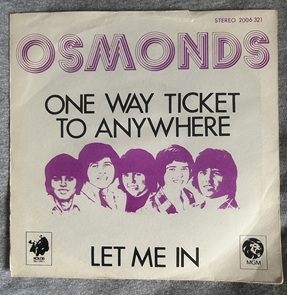 STEREO 2006 321
OSMONDS
ONE WAY TICKET
TO ANYWHERE
LET ME IN
MGM